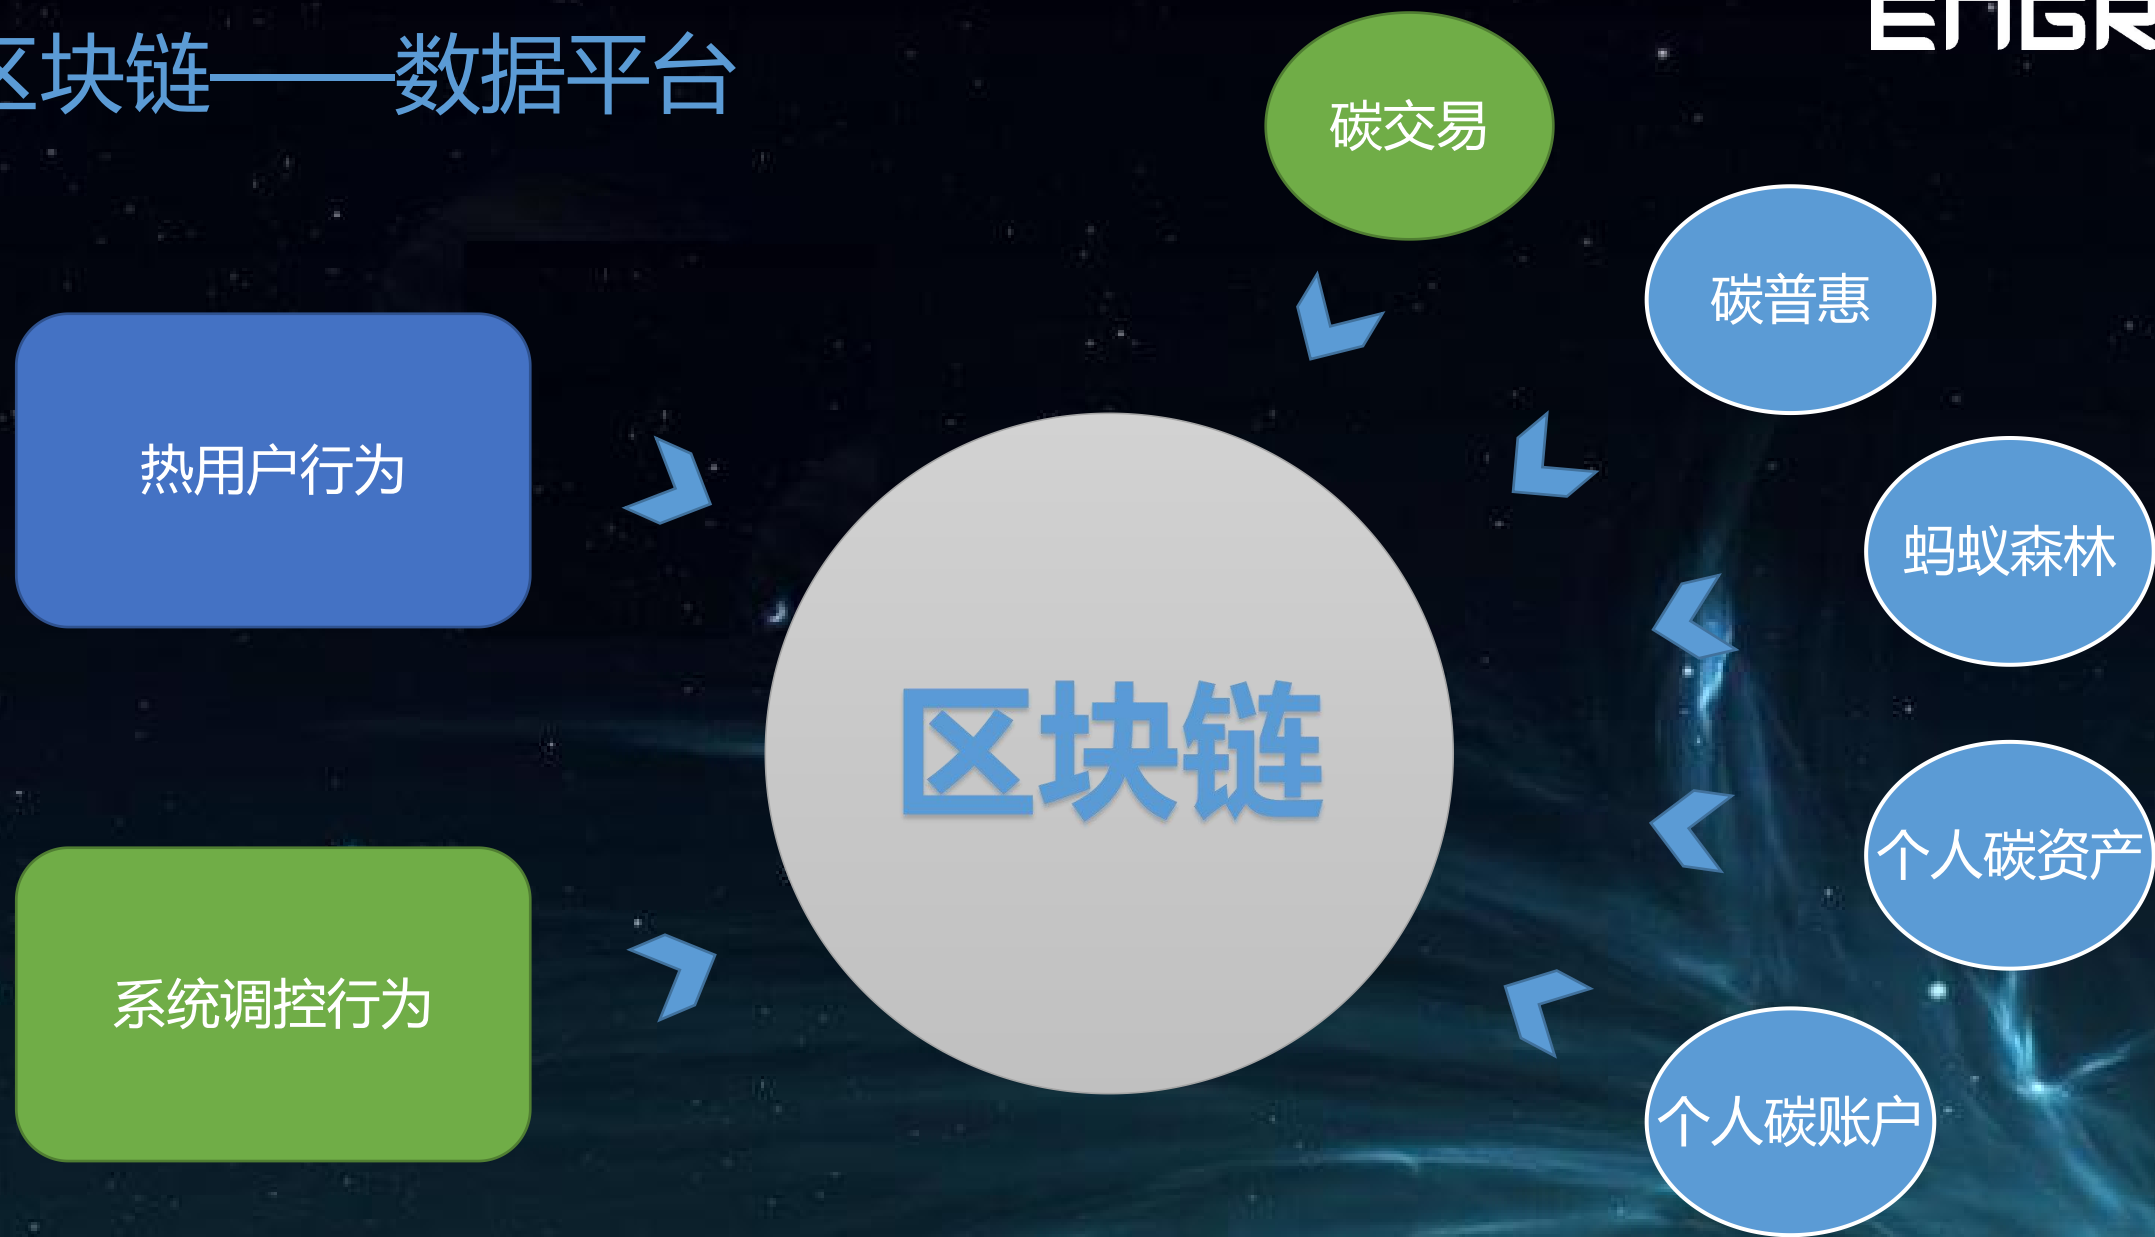 区块链——数据平台
碳交易
碳普惠
热用户行为
蚂蚁森林
区块链
个人碳资产
系统调控行为
个人碳账户